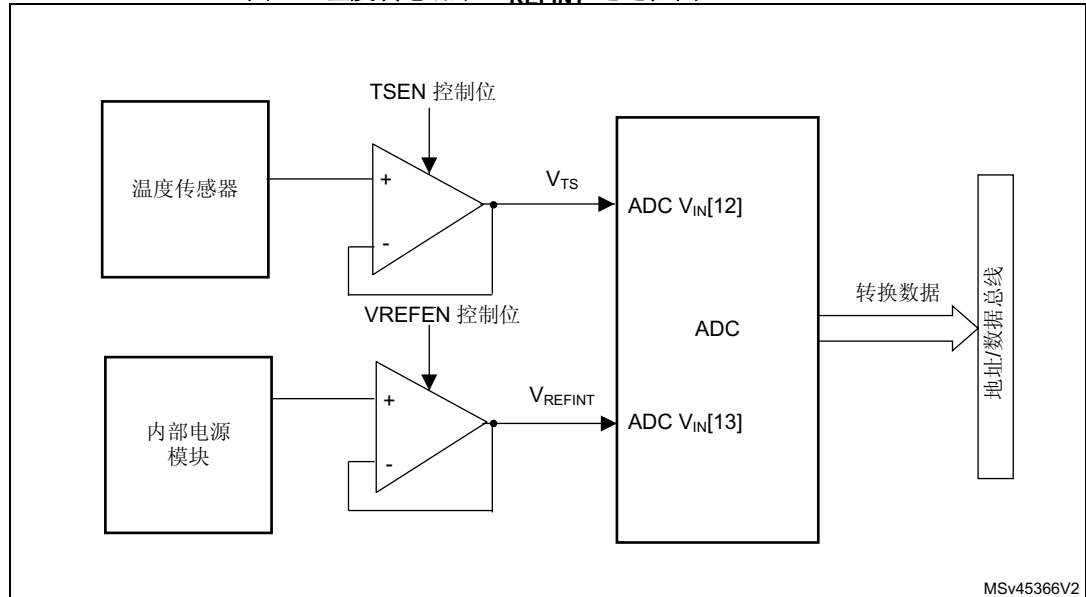 REFINT
TSEN 控制位
温度传感器
+
-
V_TS
ADC V_IN[12]
转换数据
地址/数据总线
VREFEN 控制位
ADC
内部电源
模块
+
-
V_REFINT
ADC V_IN[13]
MSv45366V2